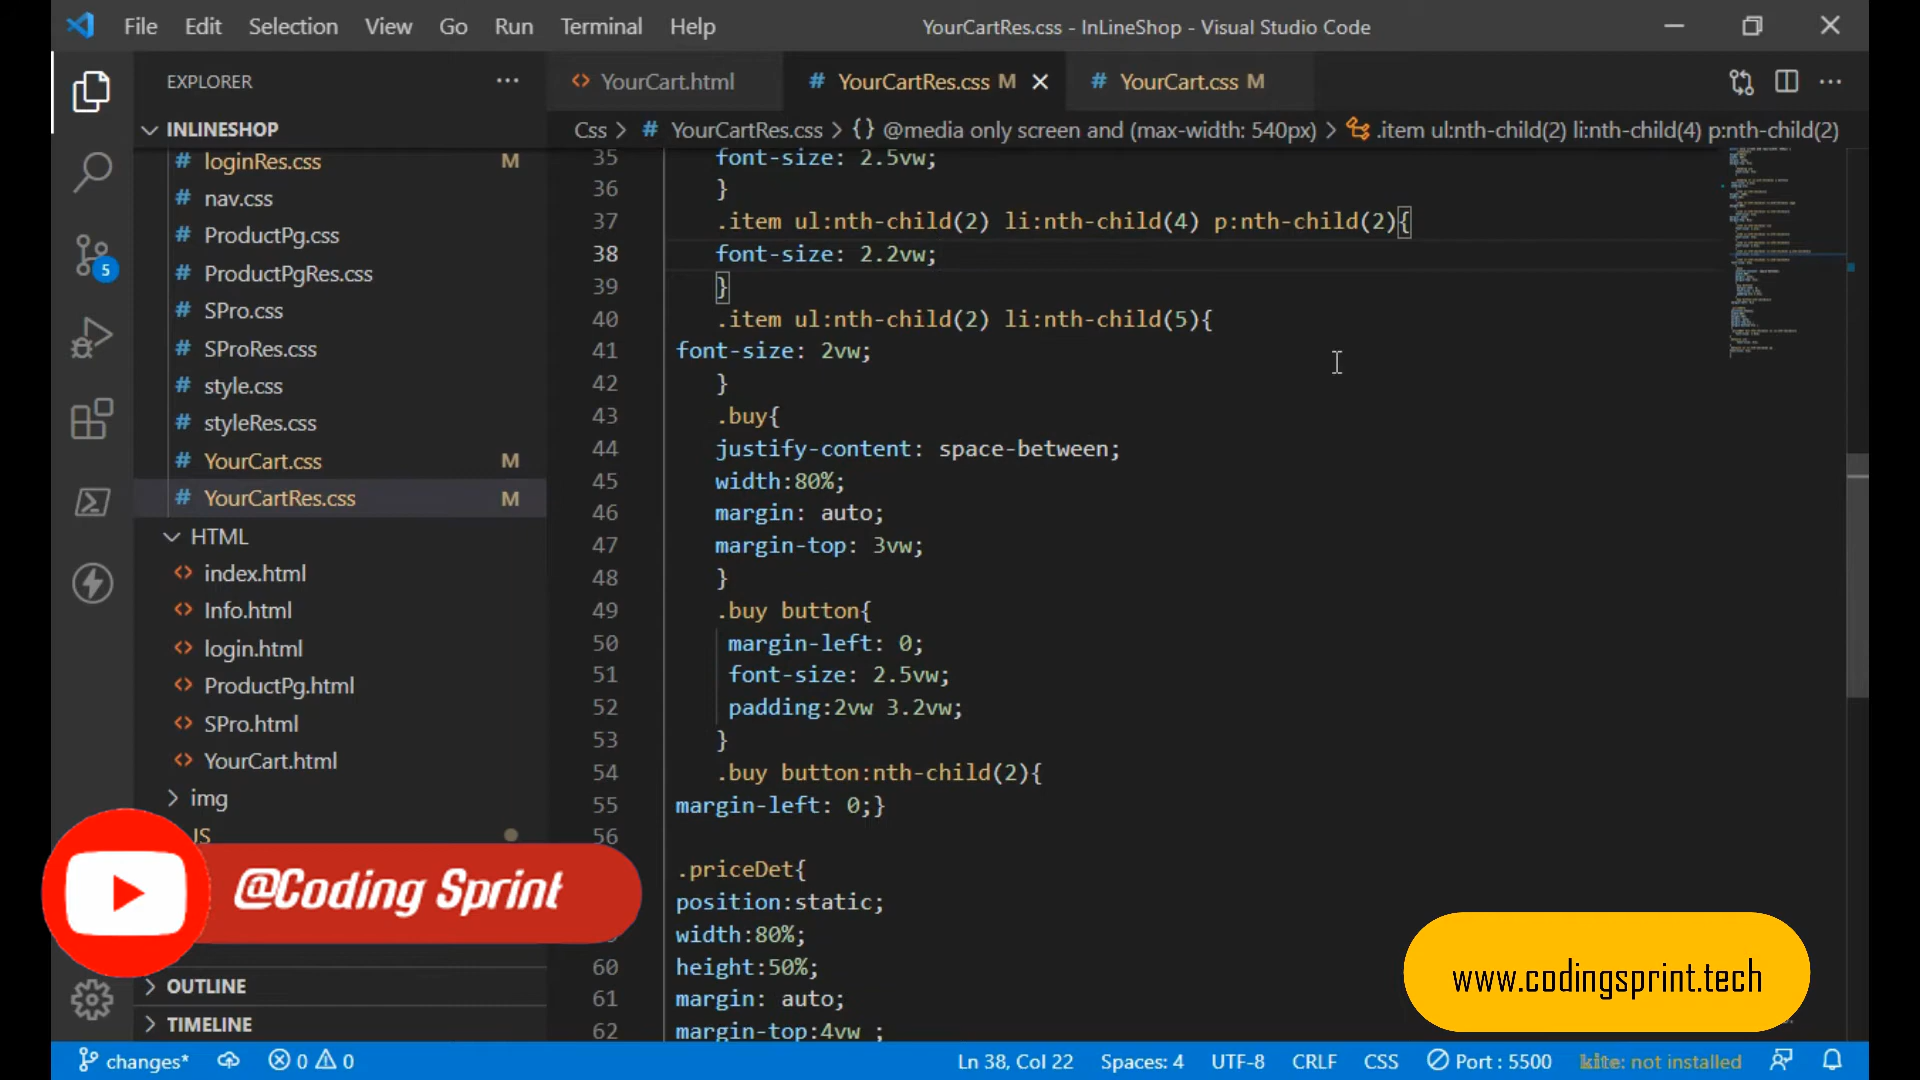 File Edit Selection View Go Run Terminal Help YourCartRes.css - InLineShop - Visual Studio Code
EXPLORER ··· <> YourCart.html # YourCartRes.css M # YourCart.css M
INLINESHOP Css > # YourCartRes.css > {} @media only screen and (max-width: 540px) > .item ul:nth-child(2) li:nth-child(4) p:nth-child(2)
# loginRes.css M
# nav.css
# ProductPg.css
# ProductPgRes.css
# SPro.css
# SProRes.css
# style.css
# styleRes.css
# YourCart.css M
# YourCartRes.css M
HTML
<> index.html
<> Info.html
<> login.html
<> ProductPg.html
<> SPro.html
<> YourCart.html
> img
JS
> OUTLINE
> TIMELINE
5
35 font-size: 2.5vw;
36 }
37 .item ul:nth-child(2) li:nth-child(4) p:nth-child(2){
38 font-size: 2.2vw;
39 }
40 .item ul:nth-child(2) li:nth-child(5){
41 font-size: 2vw;
42 }
43 .buy{
44 justify-content: space-between;
45 width:80%;
46 margin: auto;
47 margin-top: 3vw;
48 }
49 .buy button{
50 margin-left: 0;
51 font-size: 2.5vw;
52 padding:2vw 3.2vw;
53 }
54 .buy button:nth-child(2){
55 margin-left: 0;}
56
.priceDet{
position:static;
width:80%;
60 height:50%;
61 margin: auto;
62 margin-top:4vw ;
@Coding Sprint
www.codingsprint.tech
changes* 0 0 Ln 38, Col 22 Spaces: 4 UTF-8 CRLF CSS Port : 5500 kite: not installed